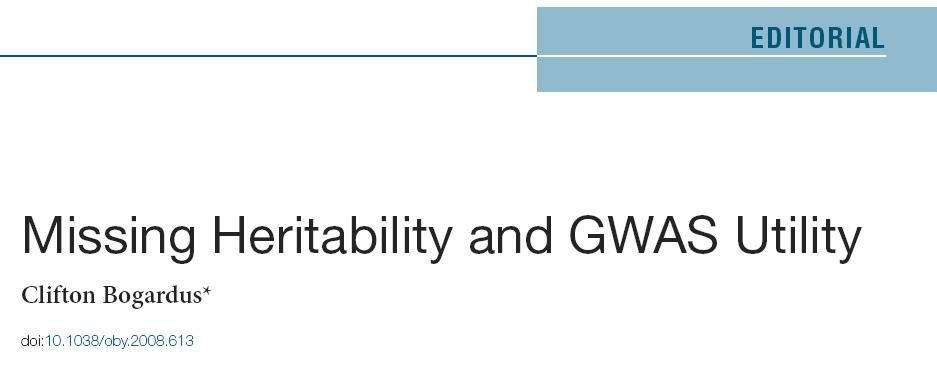 EDITORIAL
Missing Heritability and GWAS Utility
Clifton Bogardus*
doi:10.1038/oby.2008.613